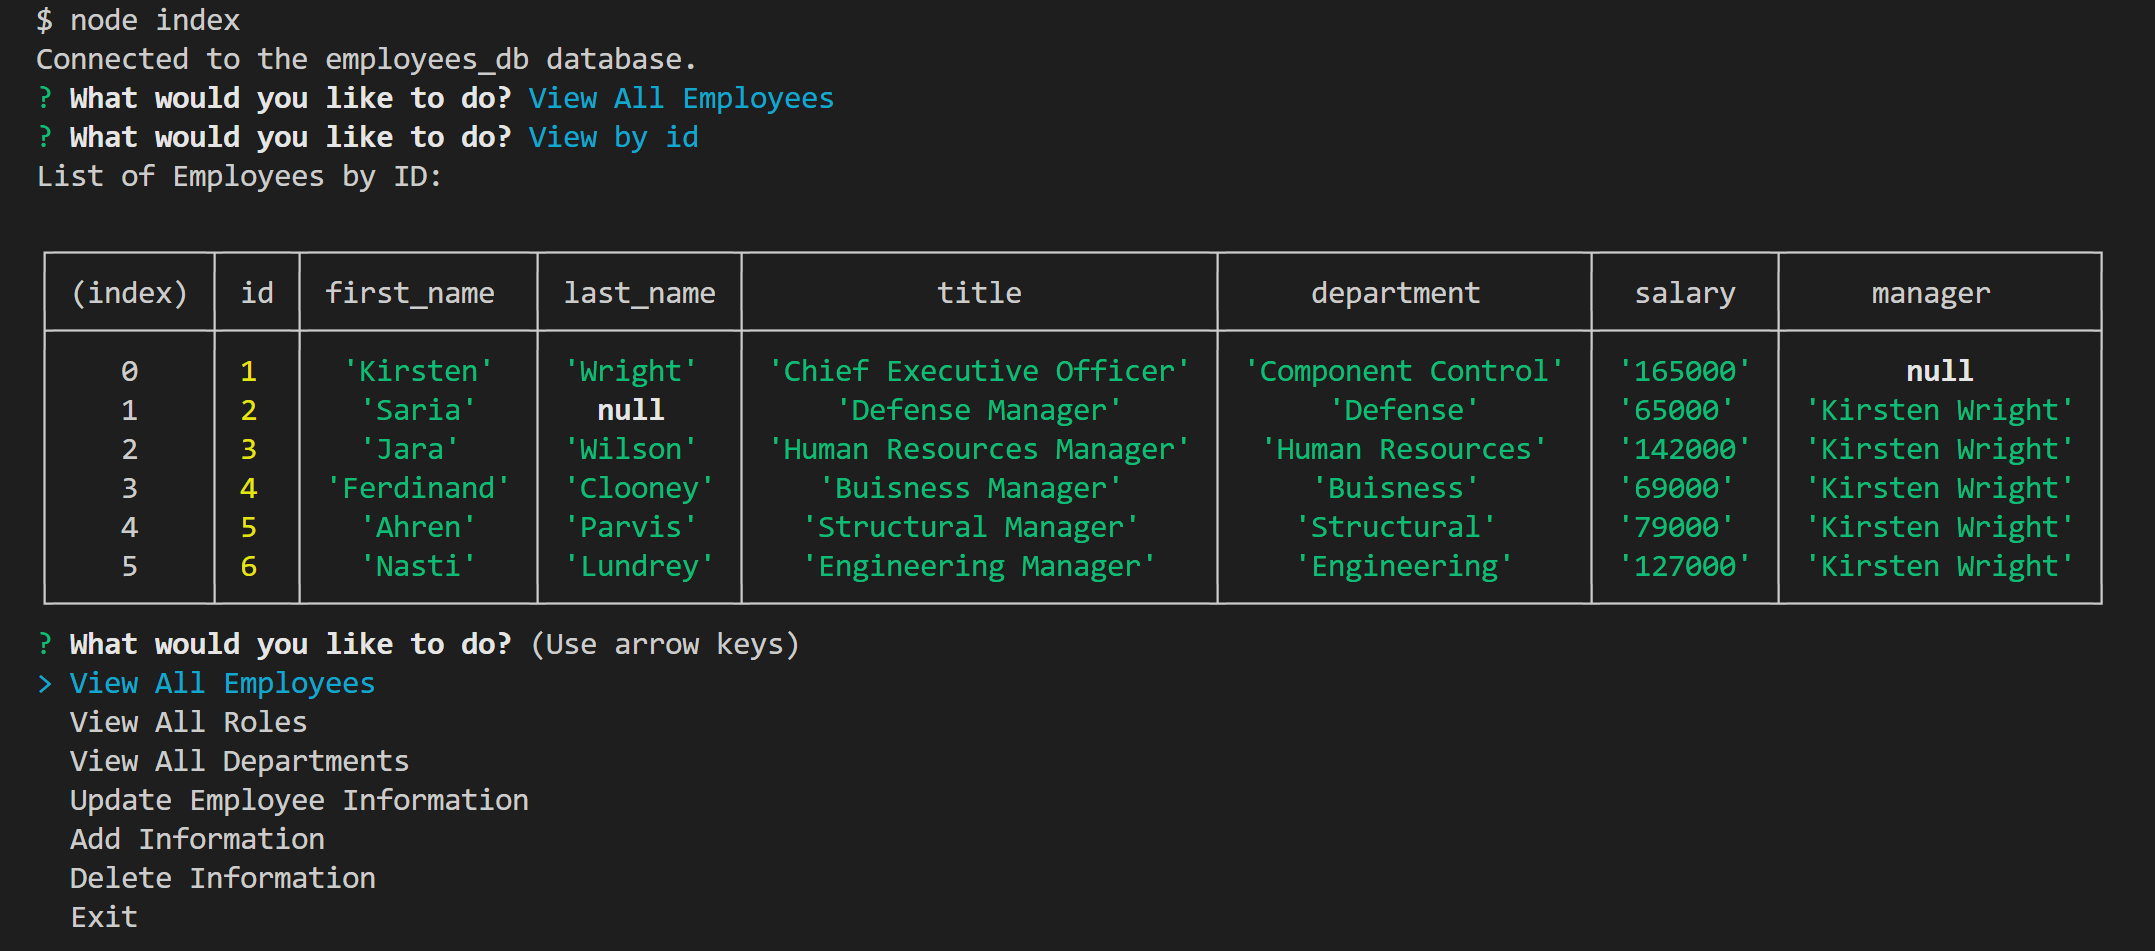 $ node index
Connected to the employees_db database.
? What would you like to do? View All Employees
? What would you like to do? View by id
List of Employees by ID:
(index) id first_name last_name title department salary manager
0 1 'Kirsten' 'Wright' 'Chief Executive Officer' 'Component Control' '165000' null
1 2 'Saria' null 'Defense Manager' 'Defense' '65000' 'Kirsten Wright'
2 3 'Jara' 'Wilson' 'Human Resources Manager' 'Human Resources' '142000' 'Kirsten Wright'
3 4 'Ferdinand' 'Clooney' 'Buisness Manager' 'Buisness' '69000' 'Kirsten Wright'
4 5 'Ahren' 'Parvis' 'Structural Manager' 'Structural' '79000' 'Kirsten Wright'
5 6 'Nasti' 'Lundrey' 'Engineering Manager' 'Engineering' '127000' 'Kirsten Wright'
? What would you like to do? (Use arrow keys)
> View All Employees
View All Roles
View All Departments
Update Employee Information
Add Information
Delete Information
Exit